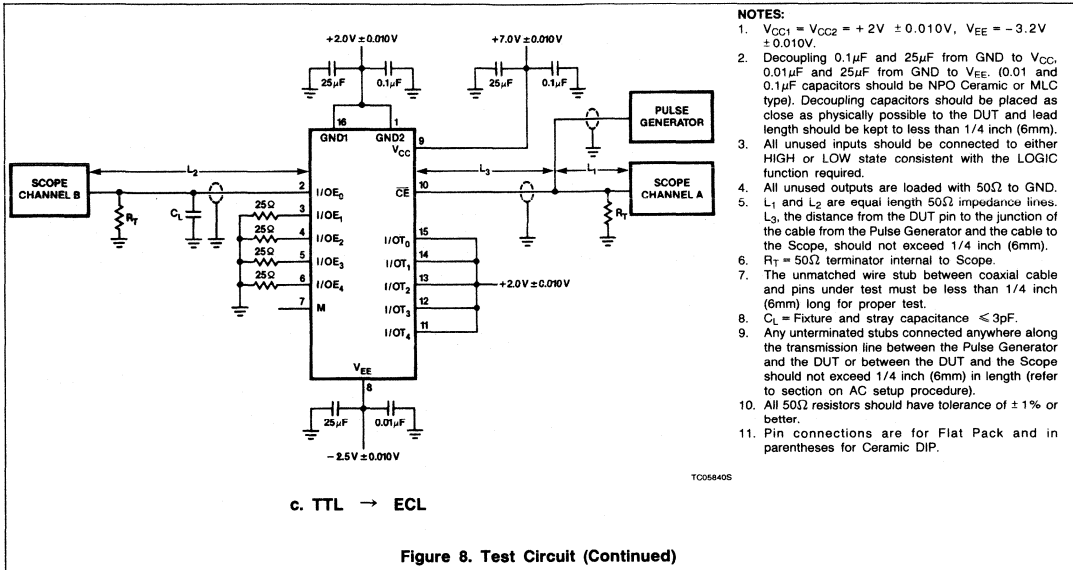 +2.0V ± 0.010V
+7.0V ± 0.010V
25μF
0.1μF
25μF
0.1μF
PULSE
GENERATOR
16
1
GND1
GND2
VCC
9
L2
L3
L1
SCOPE
CHANNEL B
SCOPE
CHANNEL A
2
I/OE0
CE
10
RT
CL
RT
25Ω
3
I/OE1
25Ω
4
I/OE2
25Ω
5
I/OE3
25Ω
6
I/OE4
7
M
I/OT0
15
I/OT1
14
I/OT2
13
I/OT3
12
I/OT4
11
+2.0V ± 0.010V
VEE
8
25μF
0.01μF
− 2.5V ± 0.010V
TC05840S
c. TTL → ECL
Figure 8. Test Circuit (Continued)
NOTES:
1. VCC1 = VCC2 = + 2V ± 0.010V, VEE = − 3.2V
± 0.010V.
2. Decoupling 0.1μF and 25μF from GND to VCC,
0.01μF and 25μF from GND to VEE. (0.01 and
0.1μF capacitors should be NPO Ceramic or MLC
type). Decoupling capacitors should be placed as
close as physically possible to the DUT and lead
length should be kept to less than 1/4 inch (6mm).
3. All unused inputs should be connected to either
HIGH or LOW state consistent with the LOGIC
function required.
4. All unused outputs are loaded with 50Ω to GND.
5. L1 and L2 are equal length 50Ω impedance lines.
L3, the distance from the DUT pin to the junction of
the cable from the Pulse Generator and the cable to
the Scope, should not exceed 1/4 inch (6mm).
6. RT = 50Ω terminator internal to Scope.
7. The unmatched wire stub between coaxial cable
and pins under test must be less than 1/4 inch
(6mm) long for proper test.
8. CL = Fixture and stray capacitance ⩽ 3pF.
9. Any unterminated stubs connected anywhere along
the transmission line between the Pulse Generator
and the DUT or between the DUT and the Scope
should not exceed 1/4 inch (6mm) in length (refer
to section on AC setup procedure).
10. All 50Ω resistors should have tolerance of ± 1% or
better.
11. Pin connections are for Flat Pack and in
parentheses for Ceramic DIP.